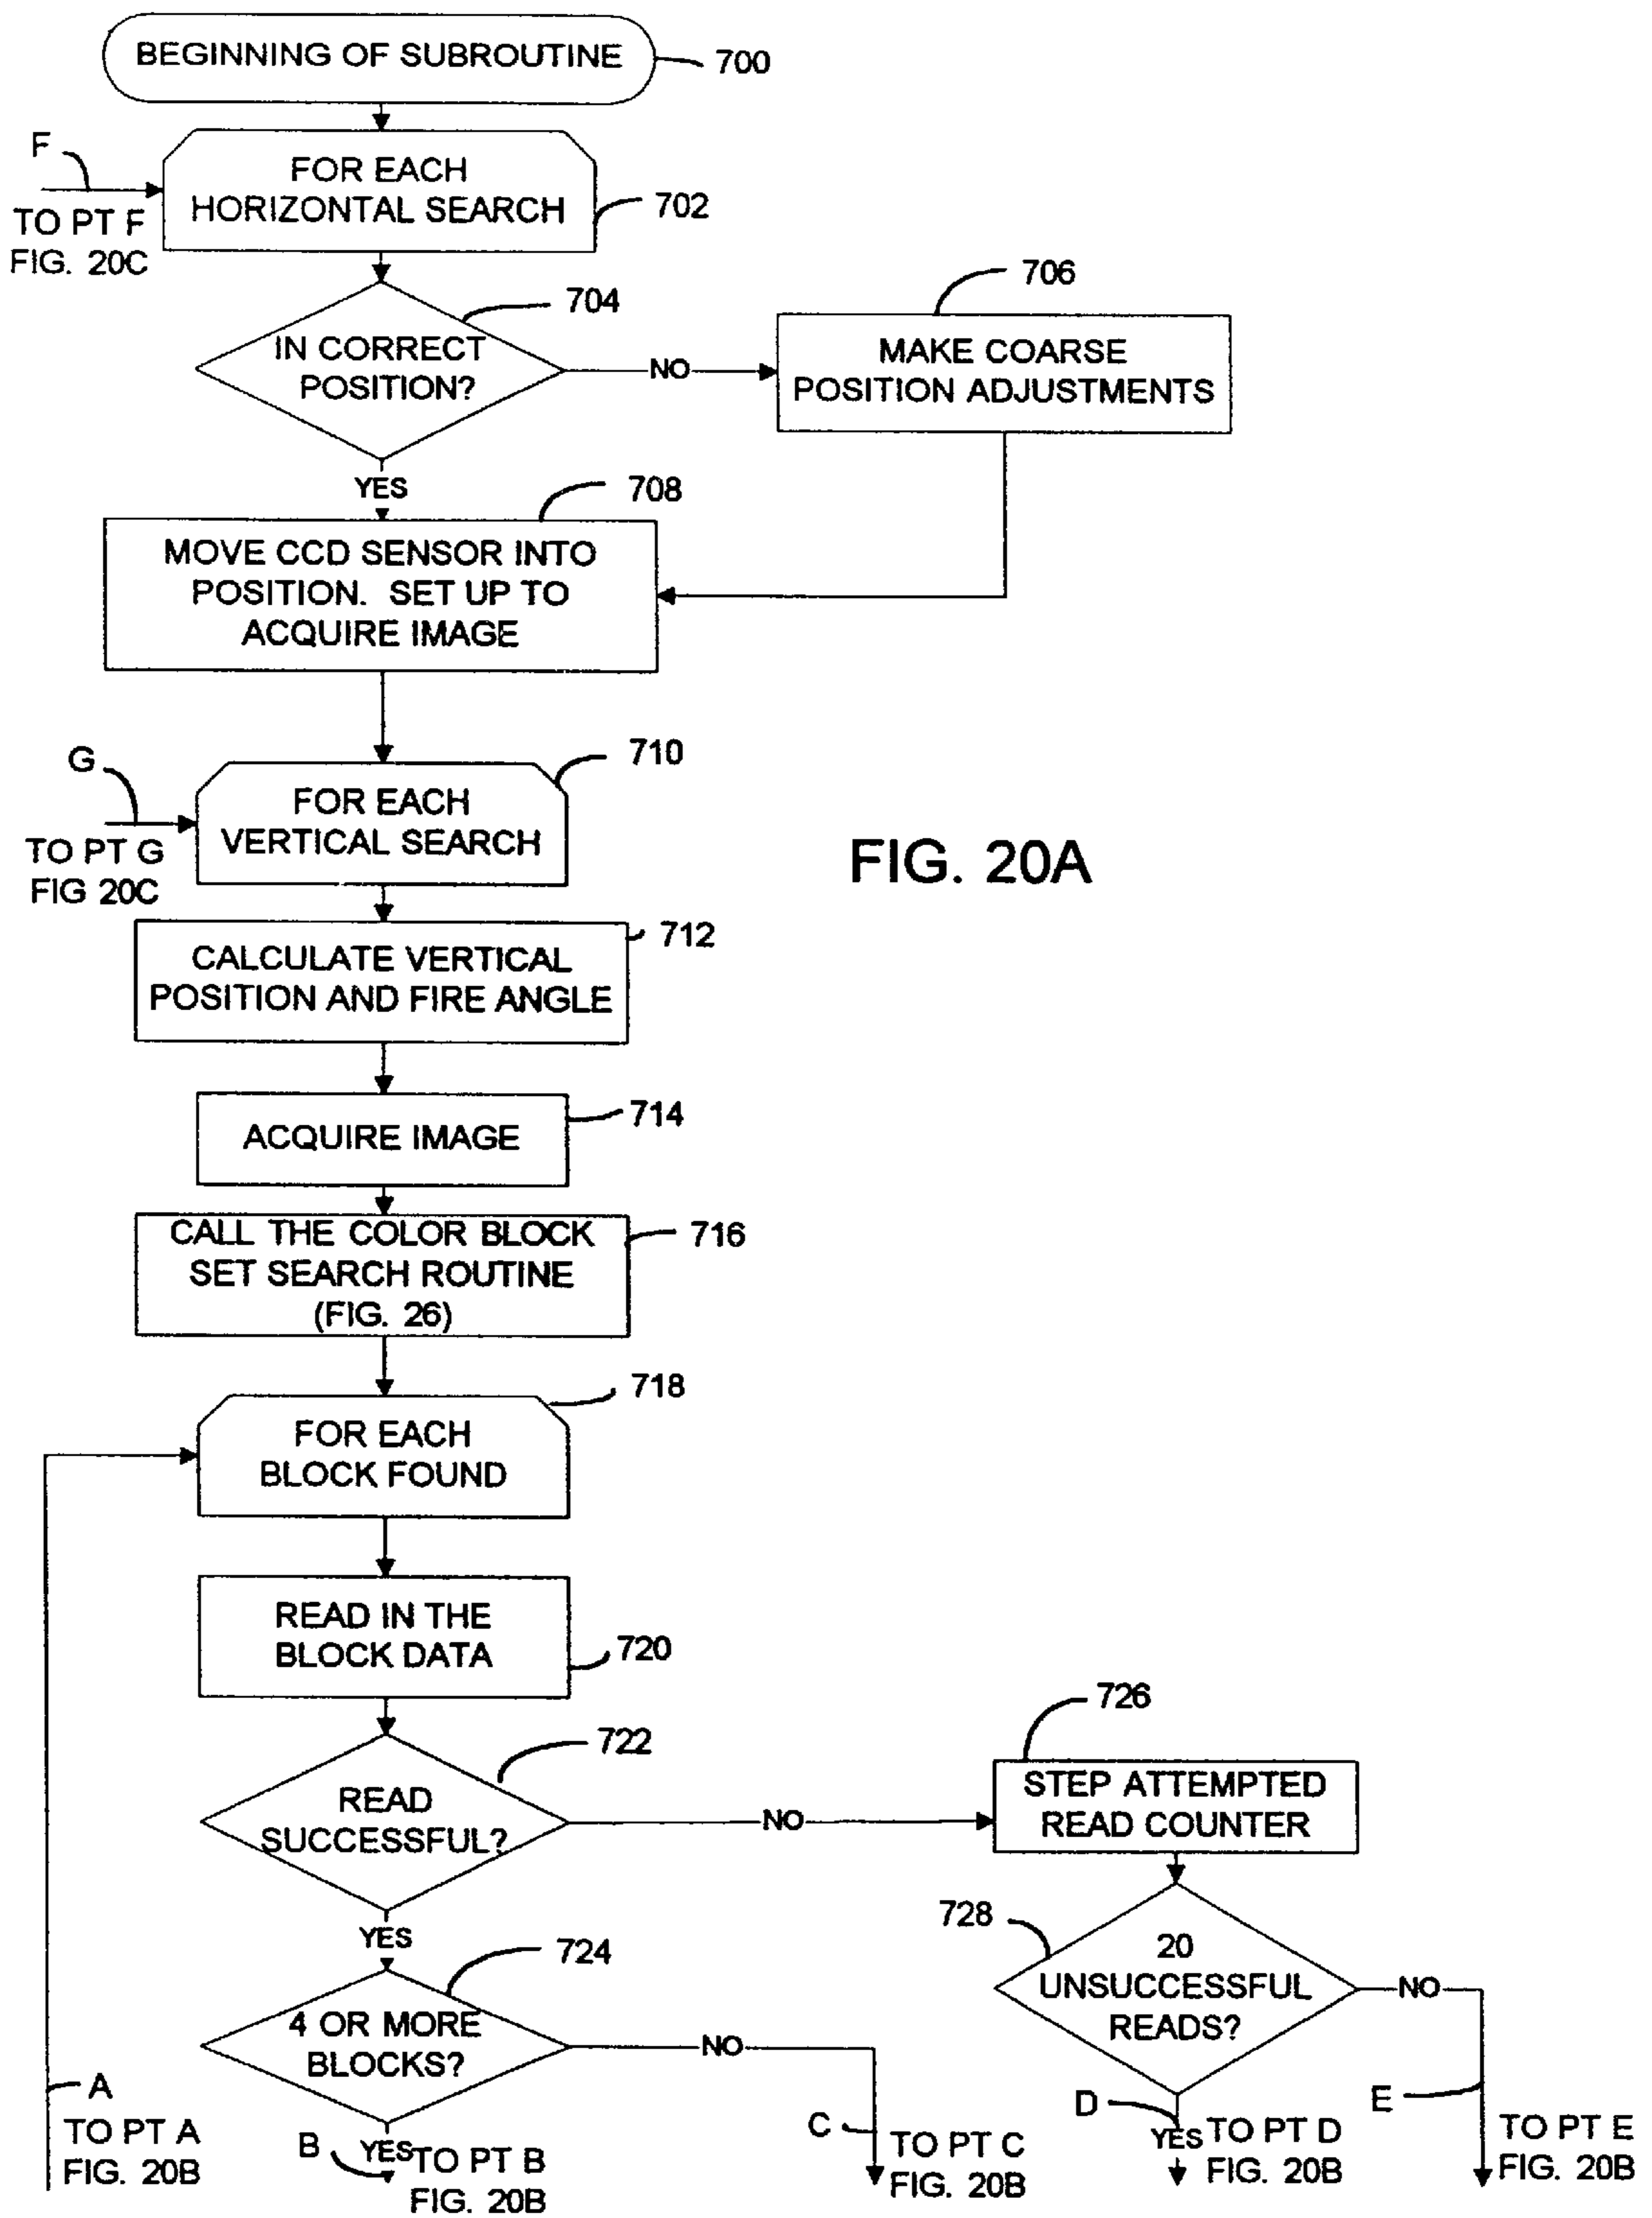 BEGINNING OF SUBROUTINE
700
F
FOR EACH
HORIZONTAL SEARCH
702
TO PT F
FIG. 20C
704
706
IN CORRECT
POSITION?
NO
MAKE COARSE
POSITION ADJUSTMENTS
YES
708
MOVE CCD SENSOR INTO
POSITION. SET UP TO
ACQUIRE IMAGE
G
710
FOR EACH
VERTICAL SEARCH
TO PT G
FIG 20C
FIG. 20A
712
CALCULATE VERTICAL
POSITION AND FIRE ANGLE
714
ACQUIRE IMAGE
716
CALL THE COLOR BLOCK
SET SEARCH ROUTINE
(FIG. 26)
718
FOR EACH
BLOCK FOUND
READ IN THE
BLOCK DATA
720
722
726
READ
SUCCESSFUL?
NO
STEP ATTEMPTED
READ COUNTER
YES
728
20
UNSUCCESSFUL
READS?
NO
724
4 OR MORE
BLOCKS?
NO
A
TO PT A
FIG. 20B
B
YES
TO PT B
FIG. 20B
C
TO PT C
FIG. 20B
D
YES
TO PT D
FIG. 20B
E
TO PT E
FIG. 20B